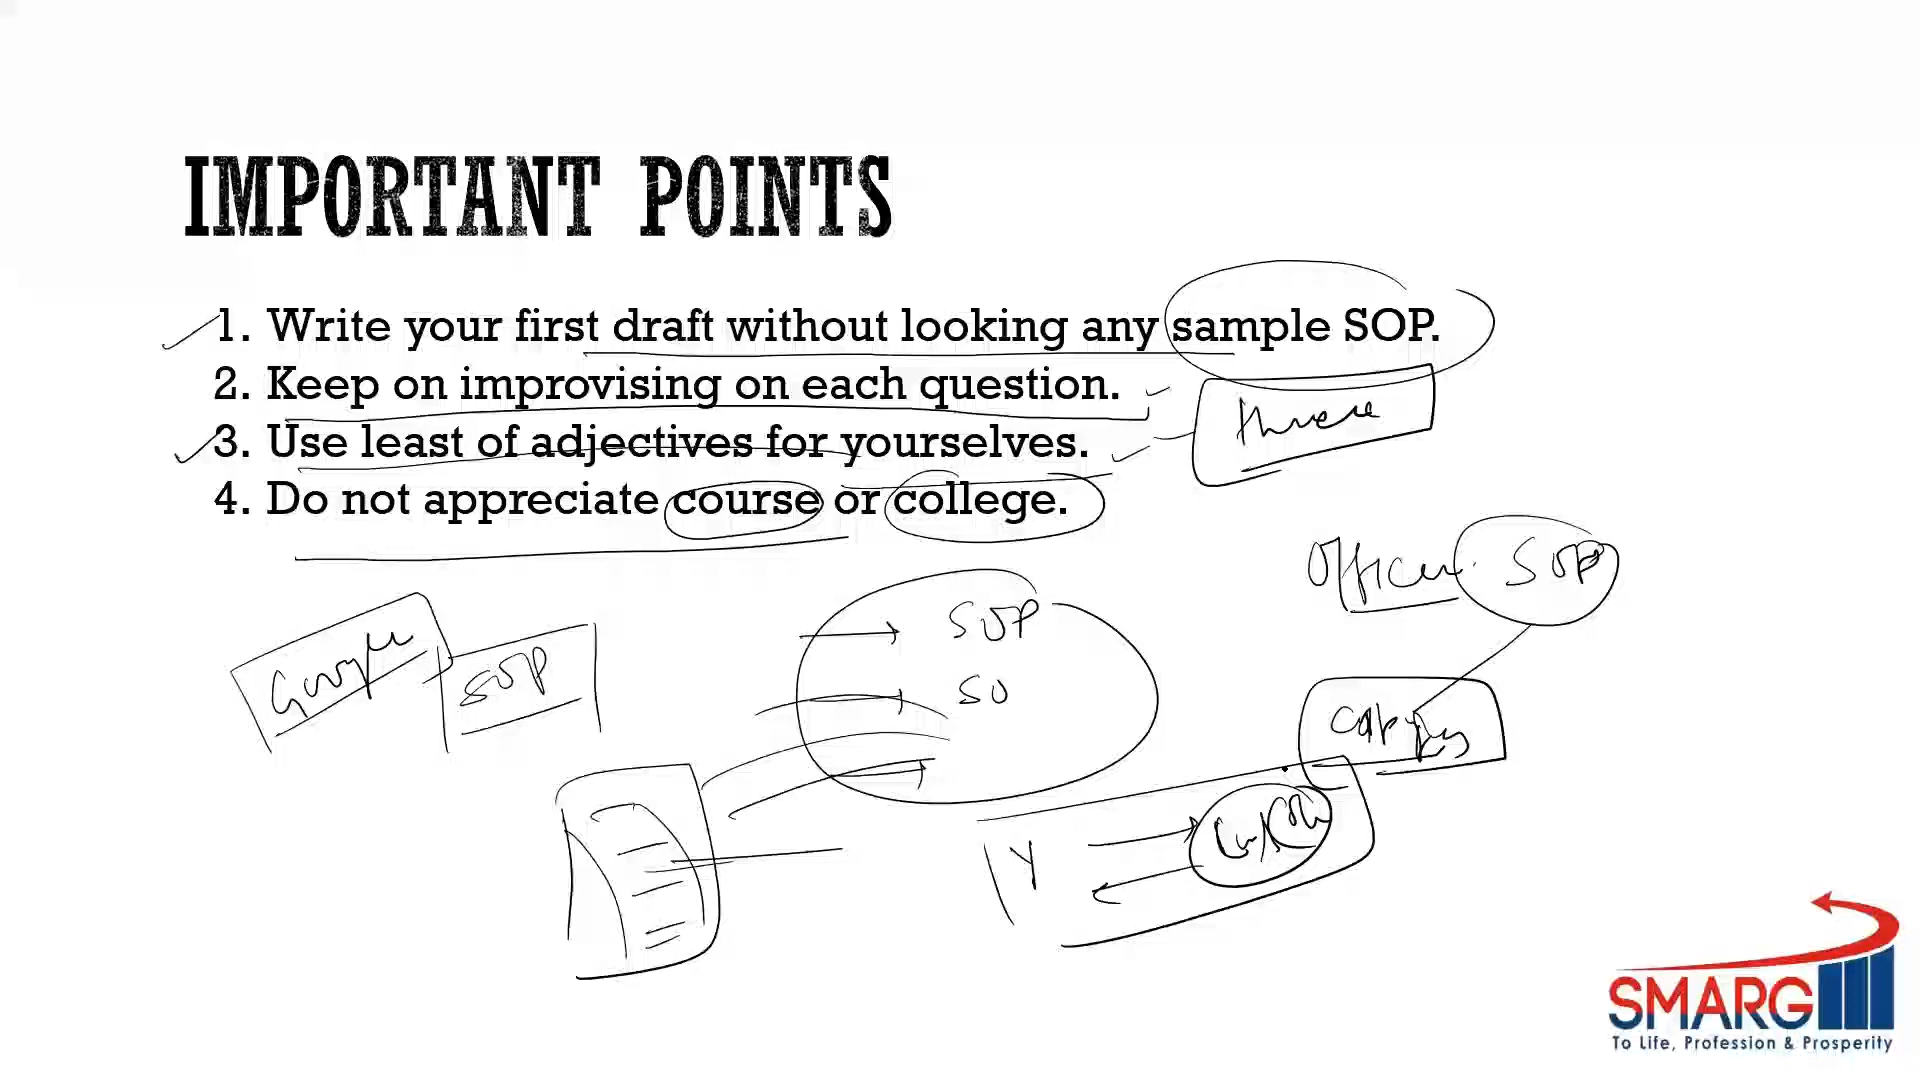 IMPORTANT POINTS
1. Write your first draft without looking any sample SOP.
2. Keep on improvising on each question.
3. Use least of adjectives for yourselves.
4. Do not appreciate course or college.
Officer SOP
Google SOP
SOP
SO
Y
SMARG
To Life, Profession & Prosperity